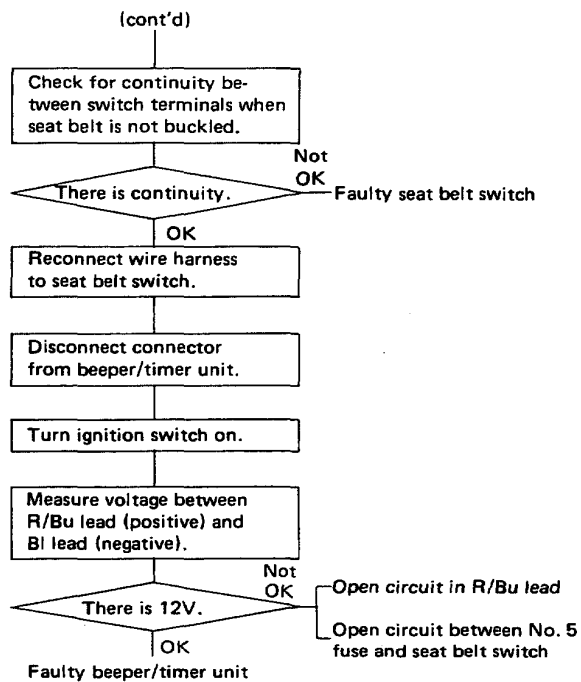 (cont'd)
Check for continuity be-
tween switch terminals when
seat belt is not buckled.
Not
OK
There is continuity.
Faulty seat belt switch
OK
Reconnect wire harness
to seat belt switch.
Disconnect connector
from beeper/timer unit.
Turn ignition switch on.
Measure voltage between
R/Bu lead (positive) and
Bl lead (negative).
Not
OK
There is 12V.
Open circuit in R/Bu lead
Open circuit between No. 5
fuse and seat belt switch
OK
Faulty beeper/timer unit